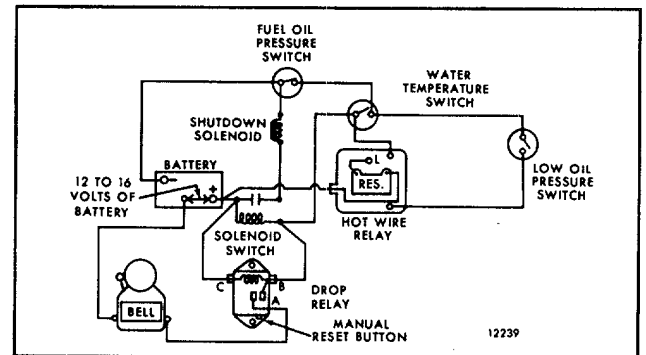 FUEL OIL
PRESSURE
SWITCH
WATER
TEMPERATURE
SWITCH
SHUTDOWN
SOLENOID
BATTERY
–
+
L
RES.
12 TO 16
VOLTS OF
BATTERY
LOW OIL
PRESSURE
SWITCH
HOT WIRE
RELAY
SOLENOID
SWITCH
C
B
A
DROP
RELAY
BELL
MANUAL
RESET BUTTON
12239